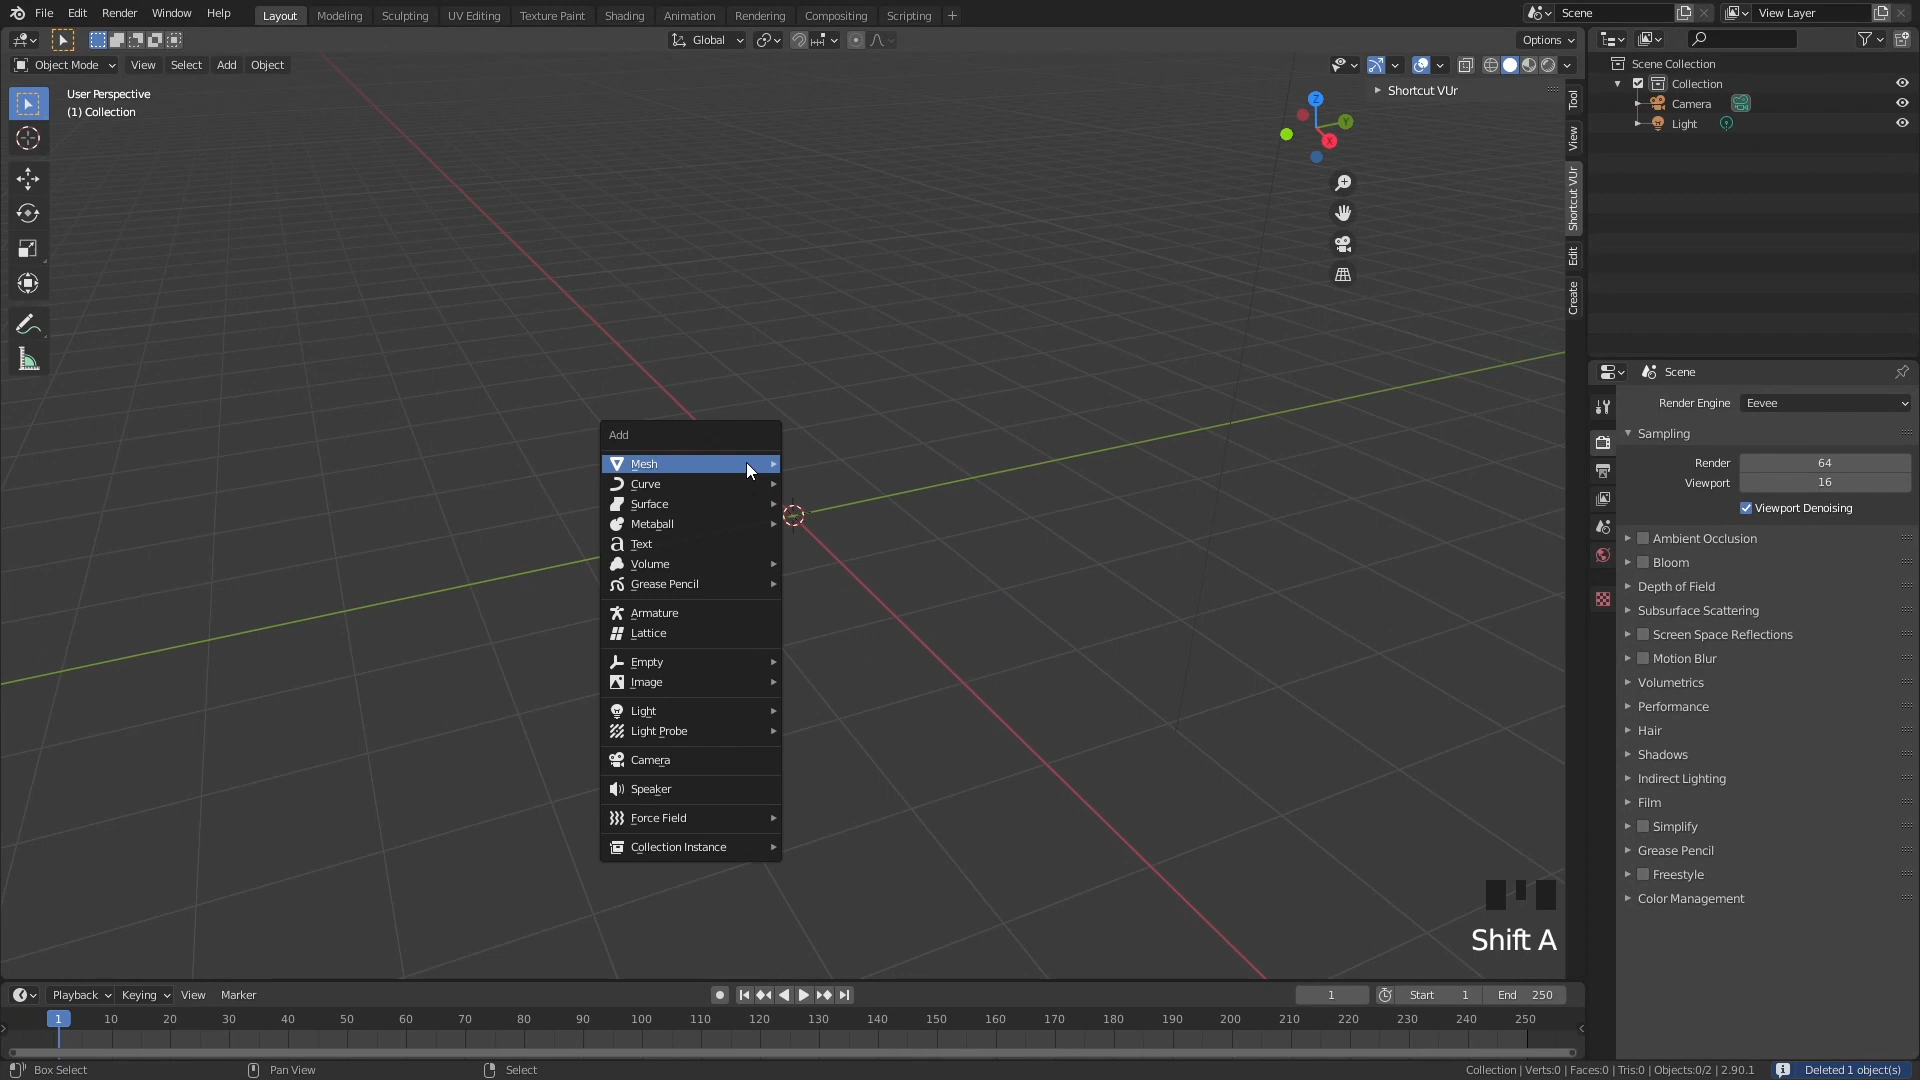 File Edit Render Window Help Layout Modeling Sculpting UV Editing Texture Paint Shading Animation Rendering Compositing Scripting + Scene View Layer
Global Options
Object Mode View Select Add Object
User Perspective
(1) Collection
Shortcut VUr
Z
Y
X
Tool
View
Shortcut VUr
Edit
Create
Scene Collection
Collection
Camera
Light
Scene
Render Engine Eevee
Sampling
Render 64
Viewport 16
Viewport Denoising
Ambient Occlusion
Bloom
Depth of Field
Subsurface Scattering
Screen Space Reflections
Motion Blur
Volumetrics
Performance
Hair
Shadows
Indirect Lighting
Film
Simplify
Grease Pencil
Freestyle
Color Management
Add
Mesh
Curve
Surface
Metaball
Text
Volume
Grease Pencil
Armature
Lattice
Empty
Image
Light
Light Probe
Camera
Speaker
Force Field
Collection Instance
Shift A
Playback Keying View Marker 1 Start 1 End 250
1 10 20 30 40 50 60 70 80 90 100 110 120 130 140 150 160 170 180 190 200 210 220 230 240 250
Box Select Pan View Select Collection | Verts:0 | Faces:0 | Tris:0 | Objects:0/2 | 2.90.1 Deleted 1 object(s)